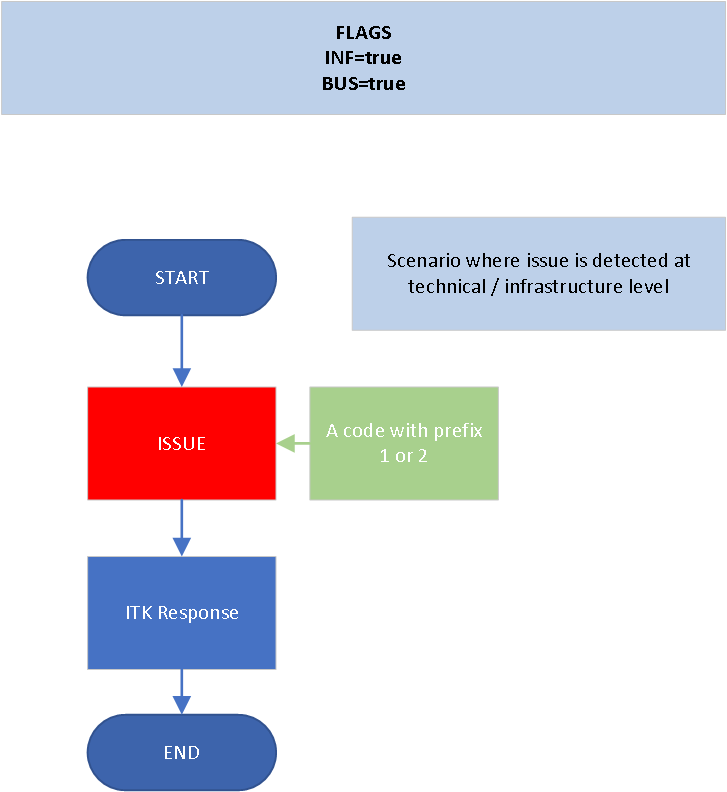 FLAGS
INF=true
BUS=true
Scenario where issue is detected at
technical / infrastructure level
START
ISSUE
A code with prefix
1 or 2
ITK Response
END